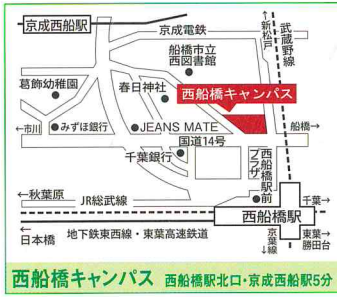 京成西船駅
京成電鉄
←新松戸
武蔵野線
船橋市立
西図書館
葛飾幼稚園
春日神社
西船橋キャンパス
←市川
みずほ銀行
JEANS MATE
国道14号
船橋→
千葉銀行
西船橋駅前
プラザ
←秋葉原
JR総武線
千葉→
西船橋駅
←日本橋
地下鉄東西線・東葉高速鉄道
京葉線
↓
東葉→
勝田台
西船橋キャンパス 西船橋駅北口・京成西船駅5分